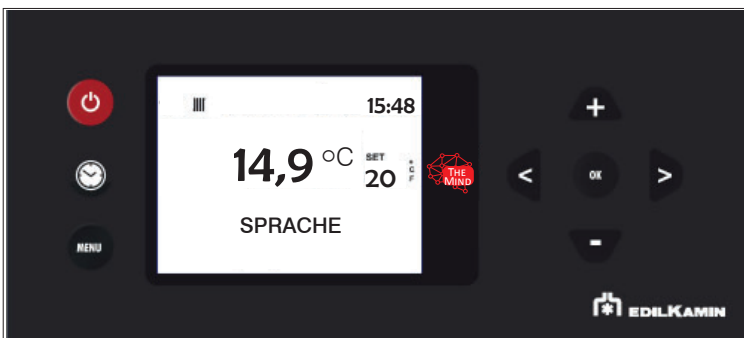 15:48
14,9 °C
SET
20
°C
F
SPRACHE
THE
MIND
MENU
OK
+
<
>
-
EDILKAMIN